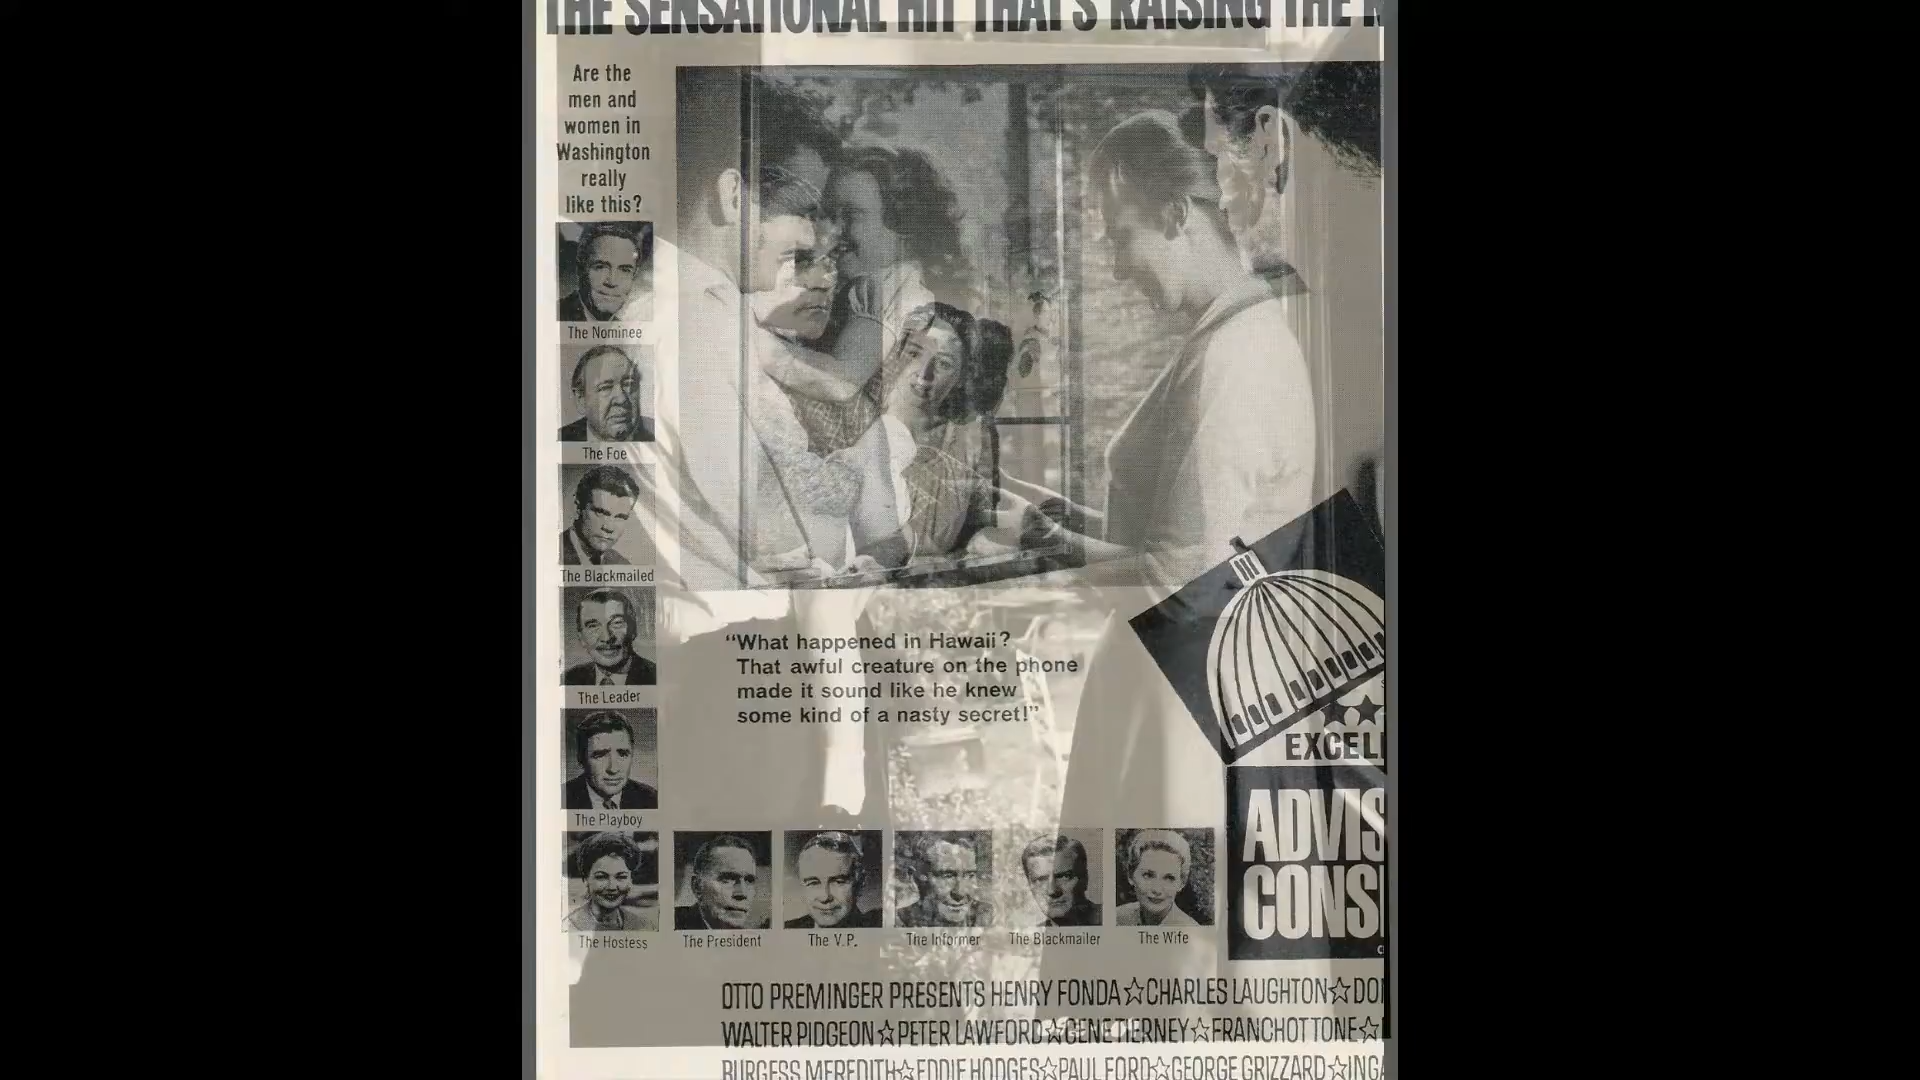 THE SENSATIONAL HIT THAT'S RAISING THE
Are the
men and
women in
Washington
really
like this?
The Nominee
The Foe
The Blackmailed
The Leader
The Playboy
"What happened in Hawaii?
That awful creature on the phone
made it sound like he knew
some kind of a nasty secret!"
EXCEL
ADVIS
CONS
The Hostess
The President
The V.P.
The Informer
The Blackmailer
The Wife
OTTO PREMINGER PRESENTS HENRY FONDA☆CHARLES LAUGHTON☆DO
WALTER PIDGEON☆PETER LAWFORD☆GENE TIERNEY☆FRANCHOT TONE☆
BURGESS MEREDITH☆EDDIE HODGES☆PAUL FORD☆GEORGE GRIZZARD☆INGA